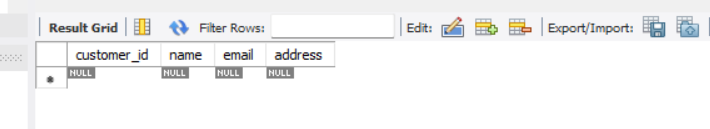 Result Grid Filter Rows: Edit: Export/Import:
customer_id name email address
NULL NULL NULL NULL